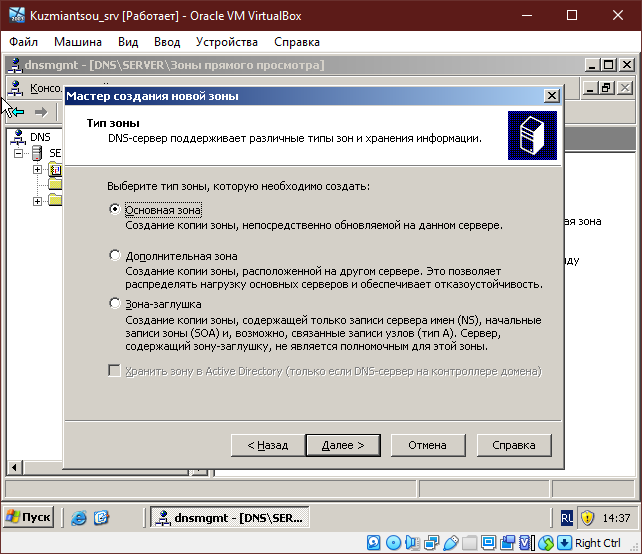 Kuzmiantsou_srv [Работает] - Oracle VM VirtualBox
Файл Машина Вид Ввод Устройства Справка
dnsmgmt - [DNS\SERVER\Зоны прямого просмотра]
Консо
Мастер создания новой зоны
Тип зоны
DNS-сервер поддерживает различные типы зон и хранения информации.
DNS
SE
Выберите тип зоны, которую необходимо создать:
Основная зона
Создание копии зоны, непосредственно обновляемой на данном сервере.
ая зона
Дополнительная зона
ду
Создание копии зоны, расположенной на другом сервере. Это позволяет
распределять нагрузку основных серверов и обеспечивает отказоустойчивость.
Зона-заглушка
Создание копии зоны, содержащей только записи сервера имен (NS), начальные
записи зоны (SOA) и, возможно, связанные записи узлов (тип A). Сервер,
содержащий зону-заглушку, не является полномочным для этой зоны.
Хранить зону в Active Directory (только если DNS-сервер на контроллере домена)
< Назад Далее > Отмена Справка
Пуск dnsmgmt - [DNS\SER... RU 14:37
Right Ctrl